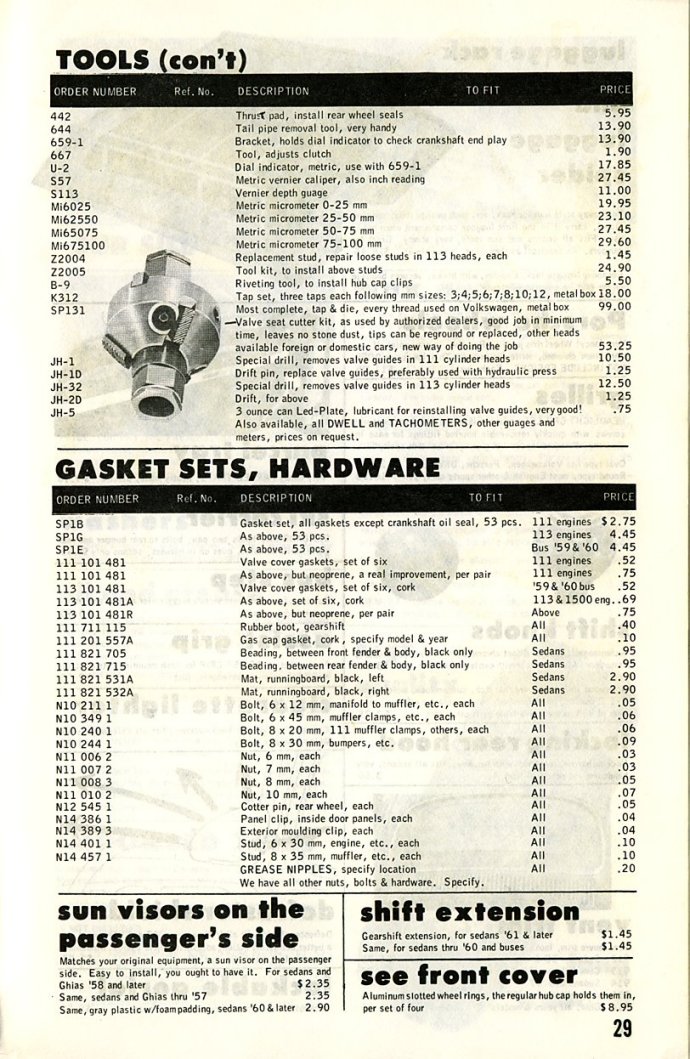 TOOLS (con't)
ORDER NUMBER Ref. No. DESCRIPTION TO FIT PRICE
442 Thrust pad, install rear wheel seals 5.95
644 Tail pipe removal tool, very handy 13.90
659-1 Bracket, holds dial indicator to check crankshaft end play 13.90
667 Tool, adjusts clutch 1.90
U-2 Dial indicator, metric, use with 659-1 17.85
S57 Metric vernier caliper, also inch reading 27.45
S113 Vernier depth guage 11.00
Mi6025 Metric micrometer 0-25 mm 19.95
Mi62550 Metric micrometer 25-50 mm 23.10
Mi65075 Metric micrometer 50-75 mm 27.45
Mi675100 Metric micrometer 75-100 mm 29.60
Z2004 Replacement stud, repair loose studs in 113 heads, each 1.45
Z2005 Tool kit, to install above studs 24.90
B-9 Riveting tool, to install hub cap clips 5.50
K312 Tap set, three taps each following mm sizes: 3;4;5;6;7;8;10;12, metal box 18.00
SP131 Most complete, tap & die, every thread used on Volkswagen, metal box 99.00
—Valve seat cutter kit, as used by authorized dealers, good job in minimum
time, leaves no stone dust, tips can be reground or replaced, other heads
available foreign or domestic cars, new way of doing the job 53.25
JH-1 Special drill, removes valve guides in 111 cylinder heads 10.50
JH-1D Drift pin, replace valve guides, preferably used with hydraulic press 1.25
JH-32 Special drill, removes valve guides in 113 cylinder heads 12.50
JH-2D Drift, for above 1.25
JH-5 3 ounce can Led-Plate, lubricant for reinstalling valve guides, very good! .75
Also available, all DWELL and TACHOMETERS, other guages and
meters, prices on request.
GASKET SETS, HARDWARE
ORDER NUMBER Ref. No. DESCRIPTION TO FIT PRICE
SP1B Gasket set, all gaskets except crankshaft oil seal, 53 pcs. 111 engines $2.75
SP1G As above, 53 pcs. 113 engines 4.45
SP1E As above, 53 pcs. Bus '59 & '60 4.45
111 101 481 Valve cover gaskets, set of six 111 engines .52
111 101 481 As above, but neoprene, a real improvement, per pair 111 engines .75
113 101 481 Valve cover gaskets, set of six, cork '59 & '60 bus .52
113 101 481A As above, set of six, cork 113 & 1500 eng..69
113 101 481R As above, but neoprene, per pair Above .75
111 711 115 Rubber boot, gearshift All .40
111 201 557A Gas cap gasket, cork, specify model & year All .10
111 821 705 Beading, between front fender & body, black only Sedans .95
111 821 715 Beading. between rear fender & body, black only Sedans .95
111 821 531A Mat, runningboard, black, left Sedans 2.90
111 821 532A Mat, runningboard, black, right Sedans 2.90
N10 211 1 Bolt, 6 x 12 mm, manifold to muffler, etc., each All .05
N10 349 1 Bolt, 6 x 45 mm, muffler clamps, etc., each All .06
N10 240 1 Bolt, 8 x 20 mm, 111 muffler clamps, others, each All .06
N10 244 1 Bolt, 8 x 30 mm, bumpers, etc. All .09
N11 006 2 Nut, 6 mm, each All .03
N11 007 2 Nut, 7 mm, each All .03
N11 008 3 Nut, 8 mm, each All .05
N11 010 2 Nut, 10 mm, each All .07
N12 545 1 Cotter pin, rear wheel, each All .05
N14 386 1 Panel clip, inside door panels, each All .04
N14 389 3 Exterior moulding clip, each All .04
N14 401 1 Stud, 6 x 30 mm, engine, etc., each All .10
N14 457 1 Stud, 8 x 35 mm, muffler, etc., each All .10
GREASE NIPPLES, specify location All .20
We have all other nuts, bolts & hardware. Specify.
sun visors on the
passenger's side
Matches your original equipment, a sun visor on the passenger
side. Easy to install, you ought to have it. For sedans and
Ghias '58 and later $2.35
Same, sedans and Ghias thru '57 2.35
Same, gray plastic w/foam padding, sedans '60 & later 2.90
shift extension
Gearshift extension, for sedans '61 & later $1.45
Same, for sedans thru '60 and buses $1.45
see front cover
Aluminum slotted wheel rings, the regular hub cap holds them in,
per set of four $8.95
29